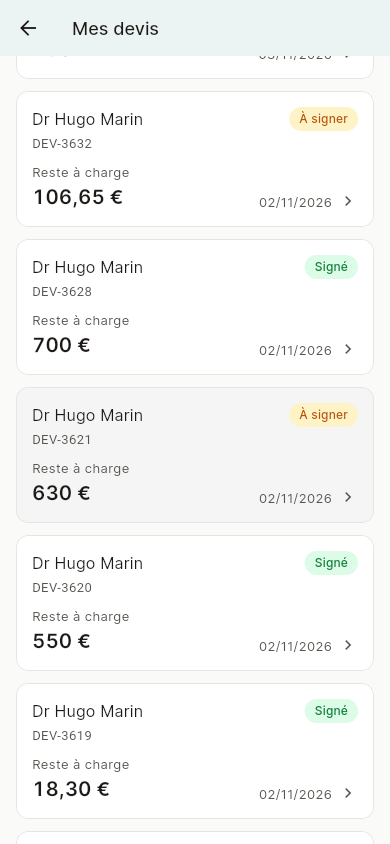 Mes devis
Dr Hugo Marin
À signer
DEV-3632
Reste à charge
106,65 €
02/11/2026
Dr Hugo Marin
Signé
DEV-3628
Reste à charge
700 €
02/11/2026
Dr Hugo Marin
À signer
DEV-3621
Reste à charge
630 €
02/11/2026
Dr Hugo Marin
Signé
DEV-3620
Reste à charge
550 €
02/11/2026
Dr Hugo Marin
Signé
DEV-3619
Reste à charge
18,30 €
02/11/2026